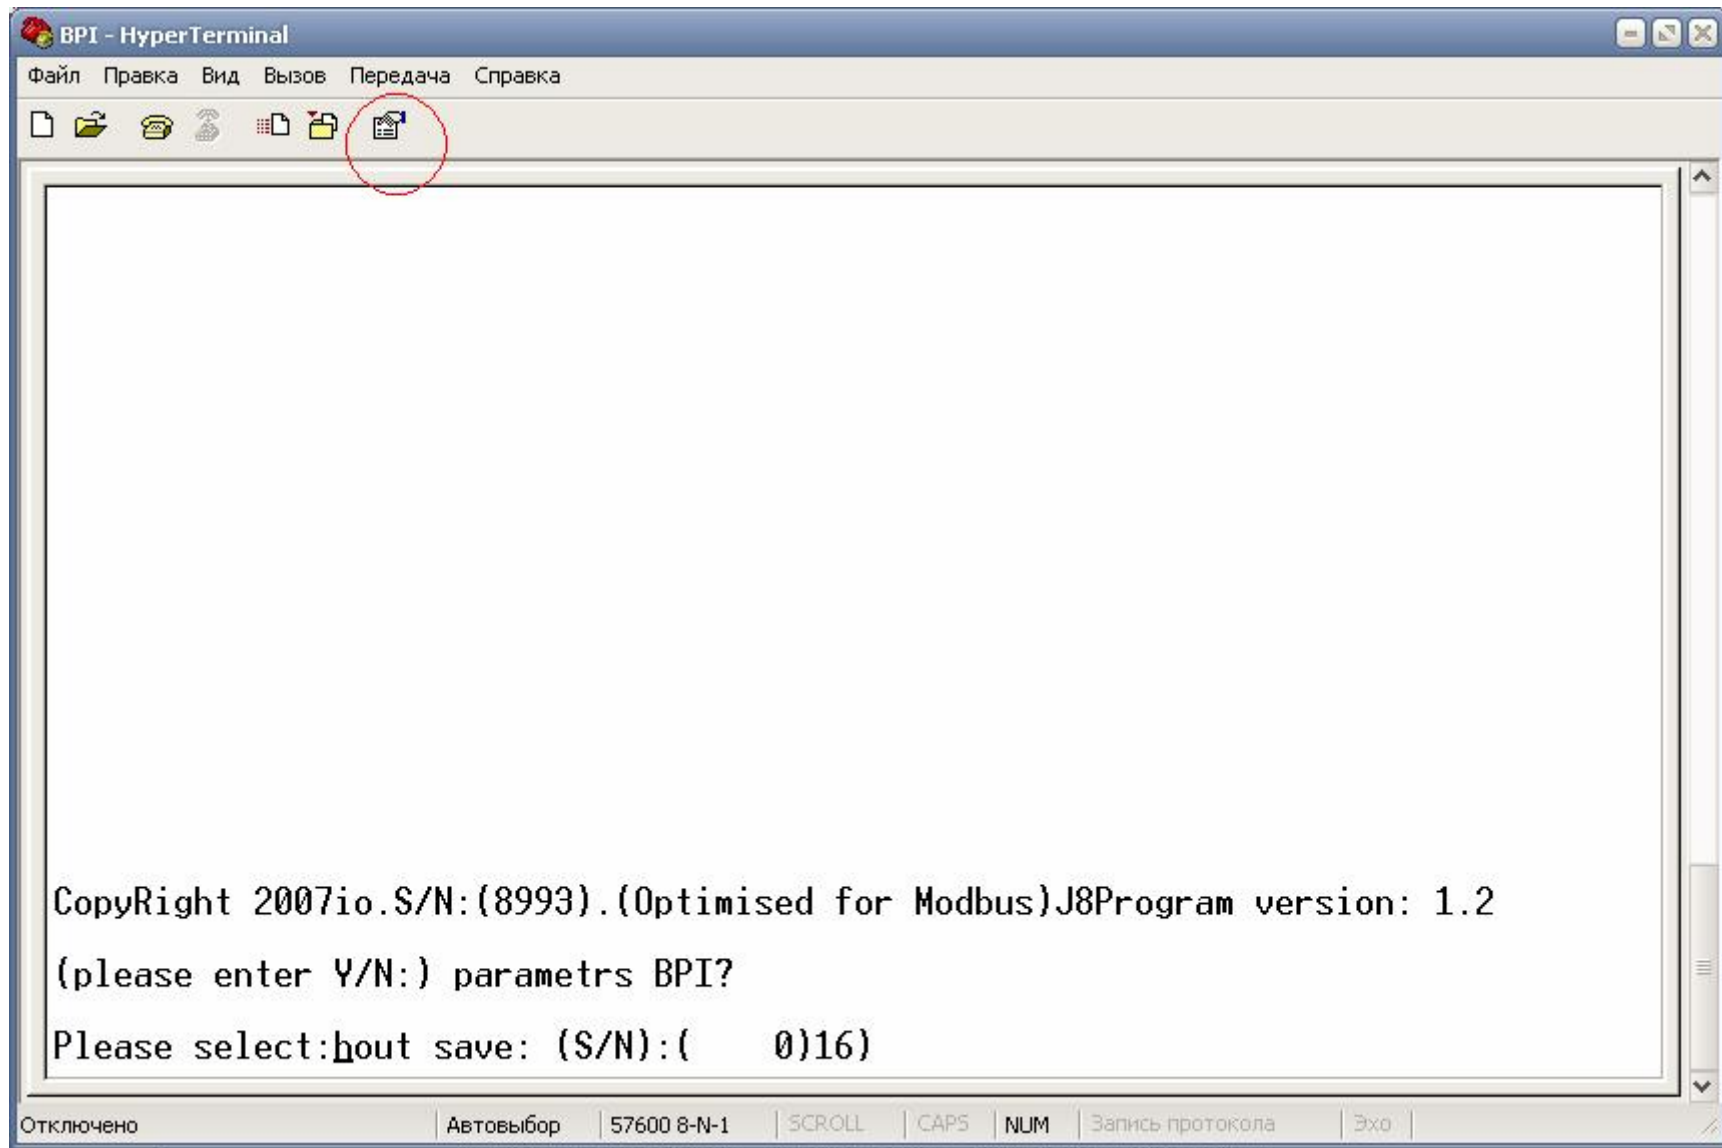 BPI - HyperTerminal
Файл Правка Вид Вызов Передача Справка
CopyRight 2007io.S/N:(8993).(Optimised for Modbus)J8Program version: 1.2
(please enter Y/N:) parametrs BPI?
Please select:hout save: (S/N):(    0)16)
Отключено Автовыбор 57600 8-N-1 SCROLL CAPS NUM Запись протокола Эхо